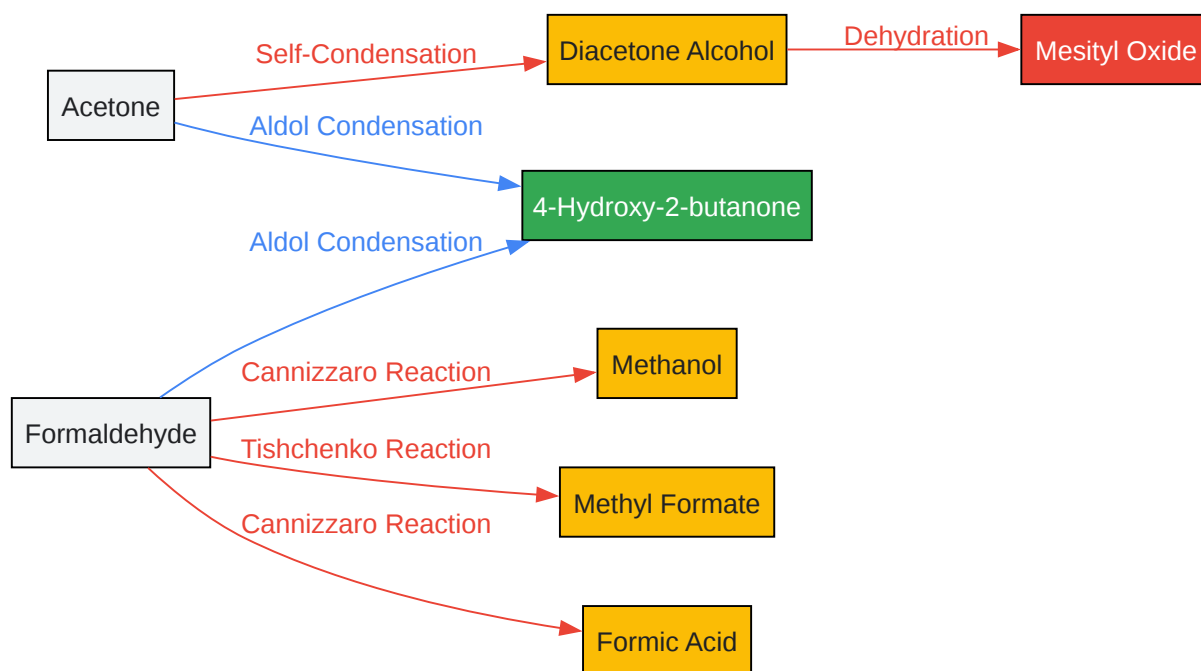 Self-Condensation
Diacetone Alcohol
Dehydration
Mesityl Oxide
Acetone
Aldol Condensation
4-Hydroxy-2-butanone
Aldol Condensation
Cannizzaro Reaction
Methanol
Formaldehyde
Tishchenko Reaction
Methyl Formate
Cannizzaro Reaction
Formic Acid